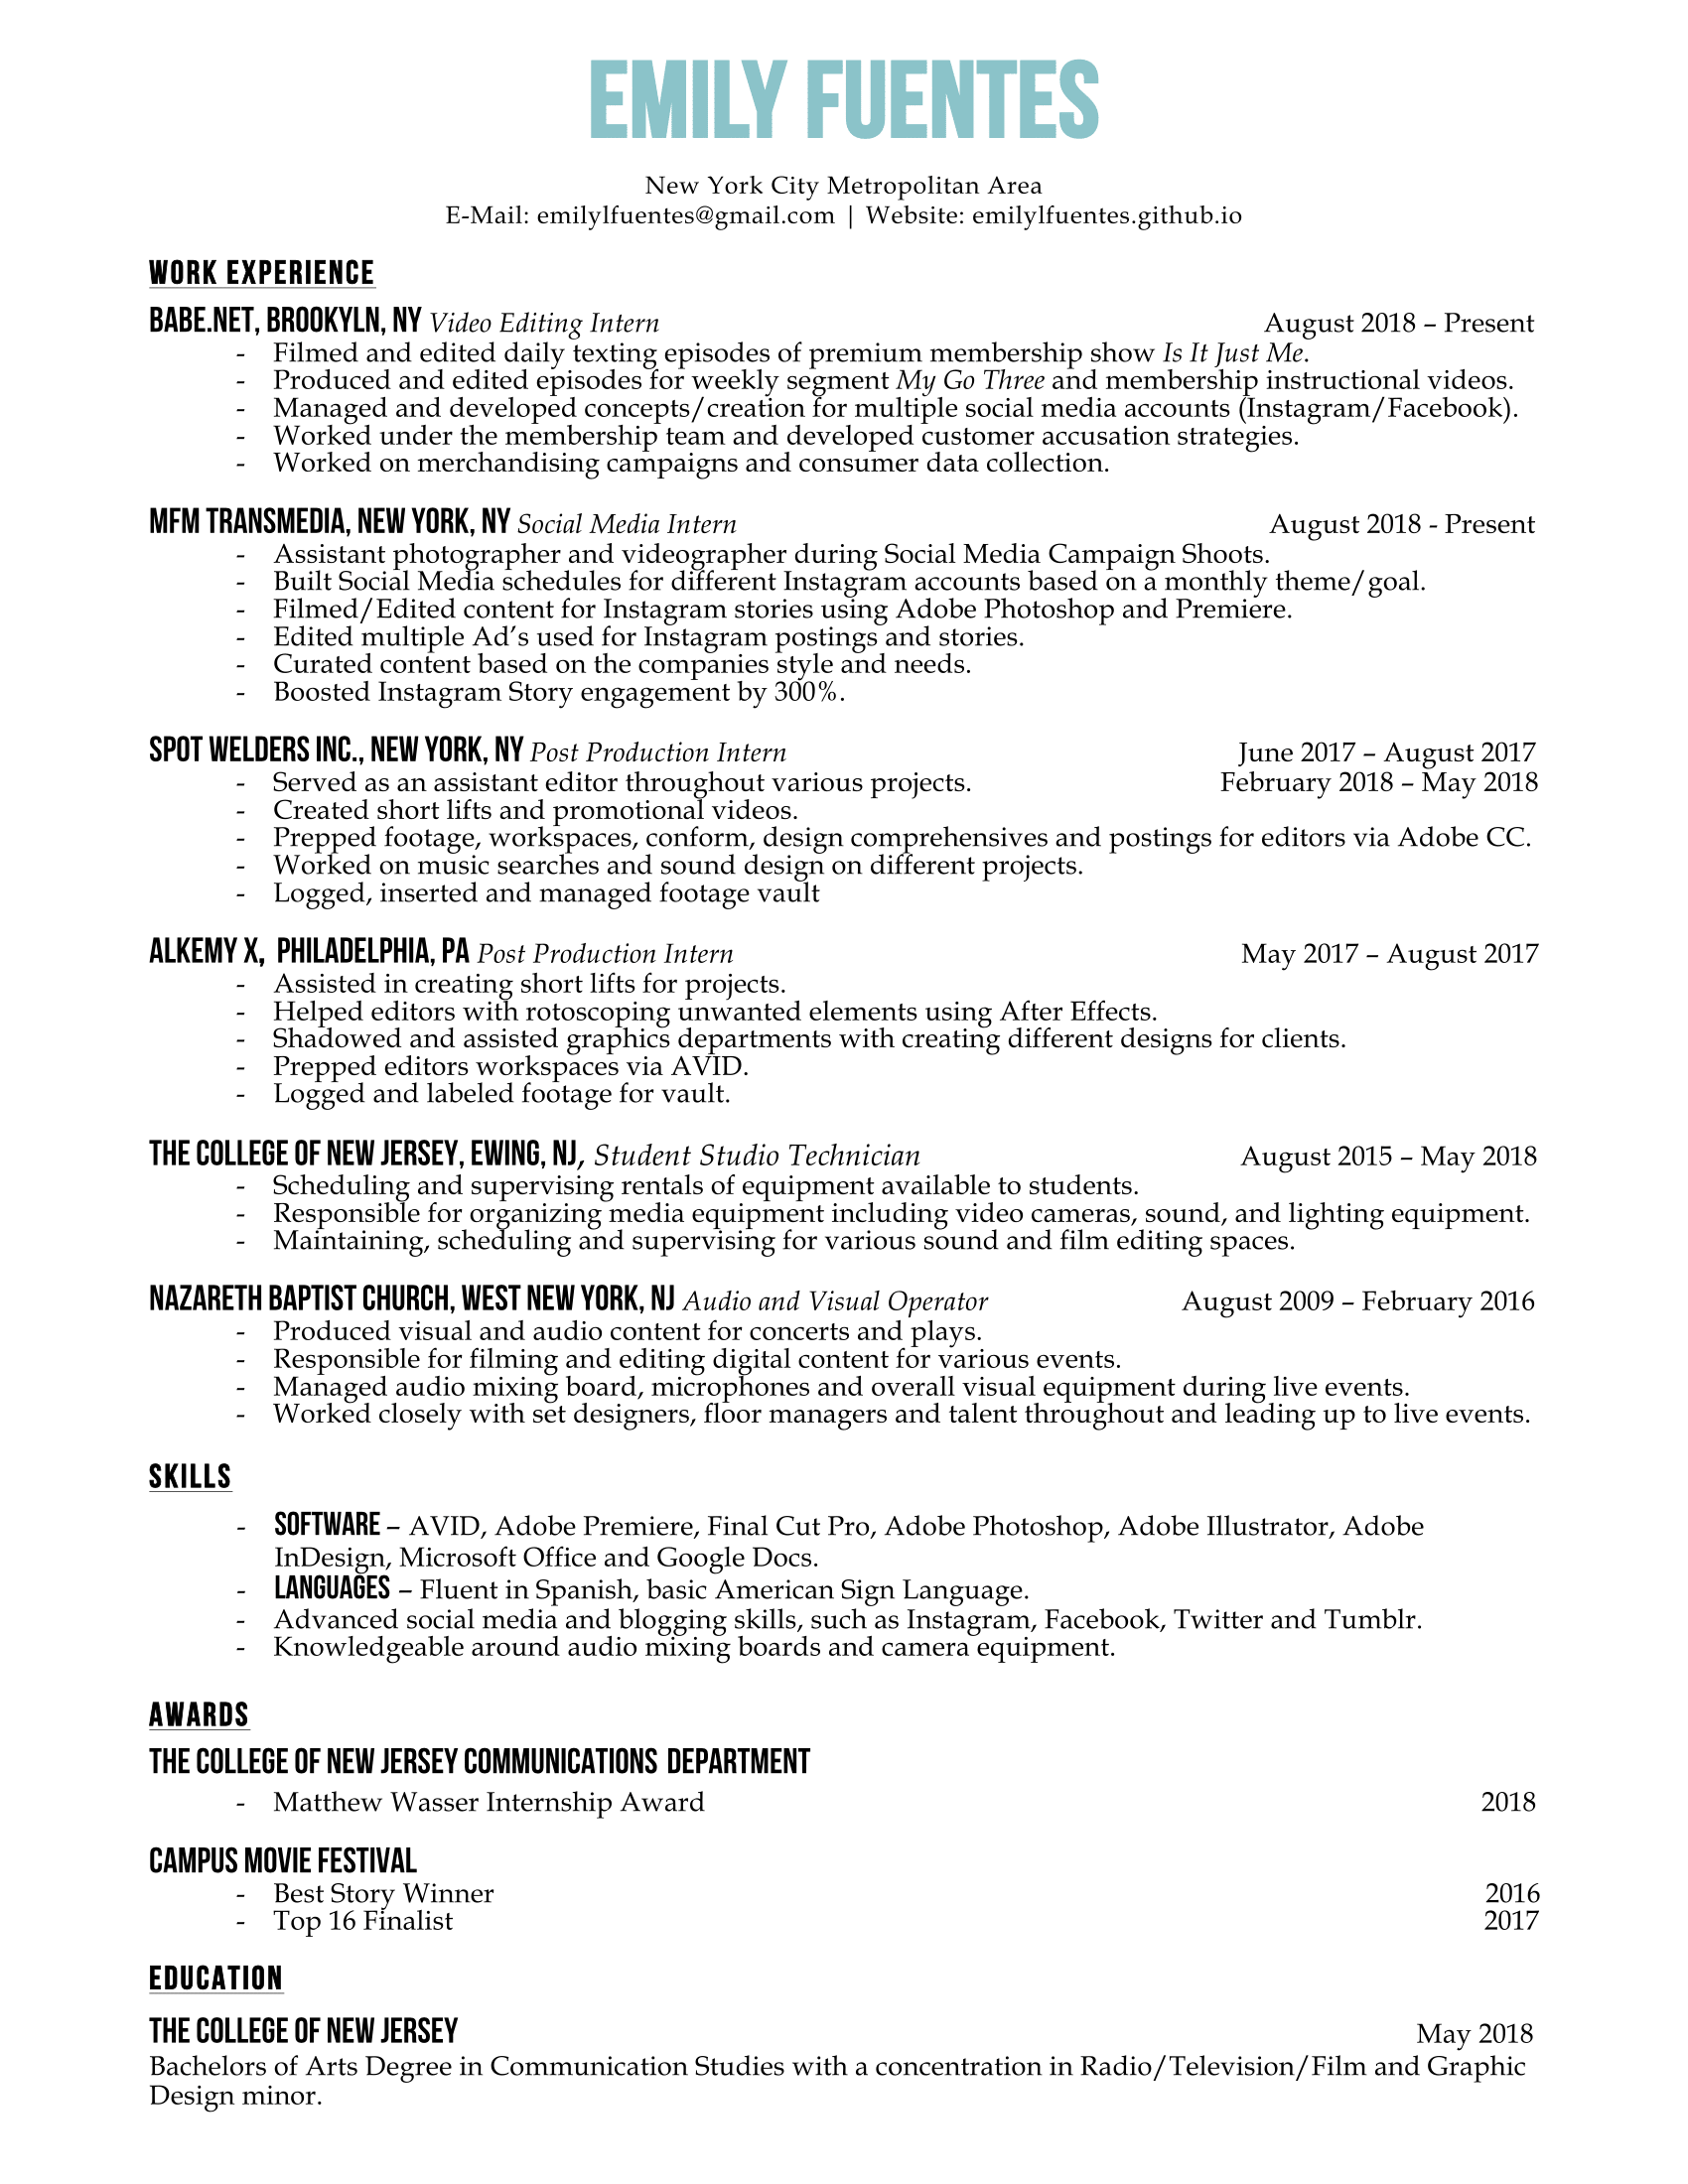 EMILY FUENTES
New York City Metropolitan Area
E-Mail: emilylfuentes@gmail.com | Website: emilylfuentes.github.io
WORK EXPERIENCE
BABE.NET, BROOKYLN, NY Video Editing Intern August 2018 – Present
- Filmed and edited daily texting episodes of premium membership show Is It Just Me.
- Produced and edited episodes for weekly segment My Go Three and membership instructional videos.
- Managed and developed concepts/creation for multiple social media accounts (Instagram/Facebook).
- Worked under the membership team and developed customer accusation strategies.
- Worked on merchandising campaigns and consumer data collection.
MFM TRANSMEDIA, NEW YORK, NY Social Media Intern August 2018 - Present
- Assistant photographer and videographer during Social Media Campaign Shoots.
- Built Social Media schedules for different Instagram accounts based on a monthly theme/goal.
- Filmed/Edited content for Instagram stories using Adobe Photoshop and Premiere.
- Edited multiple Ad’s used for Instagram postings and stories.
- Curated content based on the companies style and needs.
- Boosted Instagram Story engagement by 300%.
SPOT WELDERS INC., NEW YORK, NY Post Production Intern June 2017 – August 2017
- Served as an assistant editor throughout various projects. February 2018 – May 2018
- Created short lifts and promotional videos.
- Prepped footage, workspaces, conform, design comprehensives and postings for editors via Adobe CC.
- Worked on music searches and sound design on different projects.
- Logged, inserted and managed footage vault
ALKEMY X, PHILADELPHIA, PA Post Production Intern May 2017 – August 2017
- Assisted in creating short lifts for projects.
- Helped editors with rotoscoping unwanted elements using After Effects.
- Shadowed and assisted graphics departments with creating different designs for clients.
- Prepped editors workspaces via AVID.
- Logged and labeled footage for vault.
THE COLLEGE OF NEW JERSEY, EWING, NJ, Student Studio Technician August 2015 – May 2018
- Scheduling and supervising rentals of equipment available to students.
- Responsible for organizing media equipment including video cameras, sound, and lighting equipment.
- Maintaining, scheduling and supervising for various sound and film editing spaces.
NAZARETH BAPTIST CHURCH, WEST NEW YORK, NJ Audio and Visual Operator August 2009 – February 2016
- Produced visual and audio content for concerts and plays.
- Responsible for filming and editing digital content for various events.
- Managed audio mixing board, microphones and overall visual equipment during live events.
- Worked closely with set designers, floor managers and talent throughout and leading up to live events.
SKILLS
- SOFTWARE – AVID, Adobe Premiere, Final Cut Pro, Adobe Photoshop, Adobe Illustrator, Adobe
InDesign, Microsoft Office and Google Docs.
- LANGUAGES – Fluent in Spanish, basic American Sign Language.
- Advanced social media and blogging skills, such as Instagram, Facebook, Twitter and Tumblr.
- Knowledgeable around audio mixing boards and camera equipment.
AWARDS
THE COLLEGE OF NEW JERSEY COMMUNICATIONS DEPARTMENT
- Matthew Wasser Internship Award 2018
CAMPUS MOVIE FESTIVAL
- Best Story Winner 2016
- Top 16 Finalist 2017
EDUCATION
THE COLLEGE OF NEW JERSEY May 2018
Bachelors of Arts Degree in Communication Studies with a concentration in Radio/Television/Film and Graphic
Design minor.